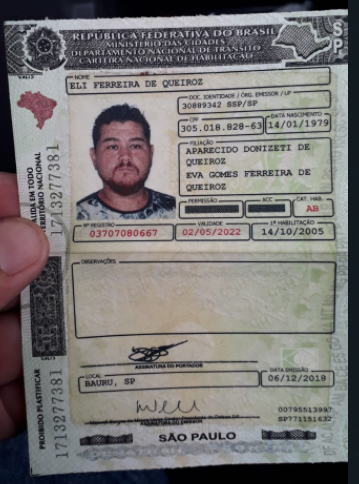 REPÚBLICA FEDERATIVA DO BRASIL
MINISTÉRIO DAS CIDADES
DEPARTAMENTO NACIONAL DE TRÂNSITO
CARTEIRA NACIONAL DE HABILITAÇÃO
SP
NOME
ELI FERREIRA DE QUEIROZ
DOC. IDENTIDADE / ÓRG. EMISSOR / UF
30889342 SSP/SP
CPF
DATA NASCIMENTO
305.018.828-63
14/01/1979
FILIAÇÃO
APARECIDO DONIZETI DE
QUEIROZ
EVA GOMES FERREIRA DE
QUEIROZ
PERMISSÃO
ACC
CAT. HAB.
AB
Nº REGISTRO
VALIDADE
1ª HABILITAÇÃO
03707080667
02/05/2022
14/10/2005
VÁLIDA EM TODO
O TERRITÓRIO NACIONAL
1713277381
OBSERVAÇÕES
ASSINATURA DO PORTADOR
LOCAL
DATA EMISSÃO
BAURU, SP
06/12/2018
00795513997
SP771151632
SÃO PAULO
PROIBIDO PLASTIFICAR
1713277381